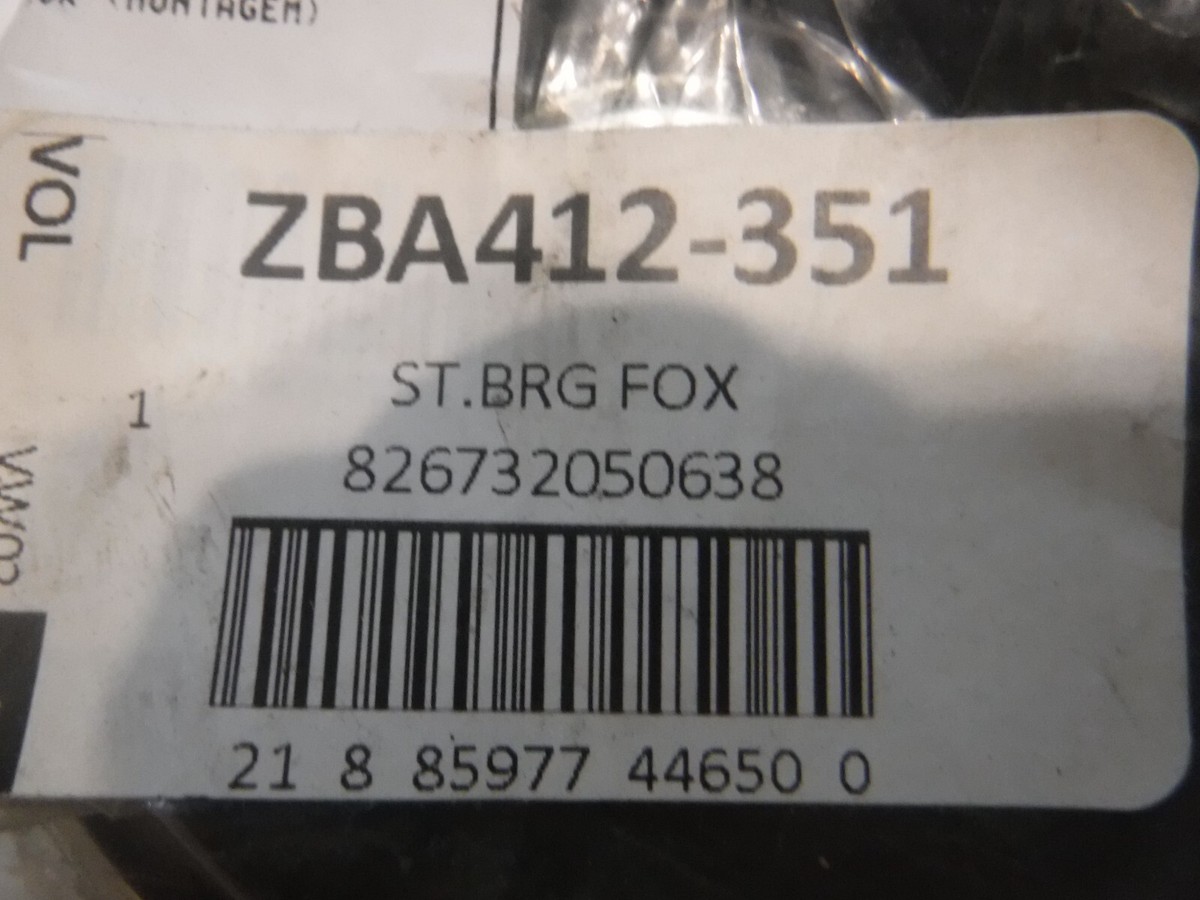 (MONTAGEM)
VOL
ZBA412-351
ST.BRG FOX
1
826732050638
21 8 85977 44650 0